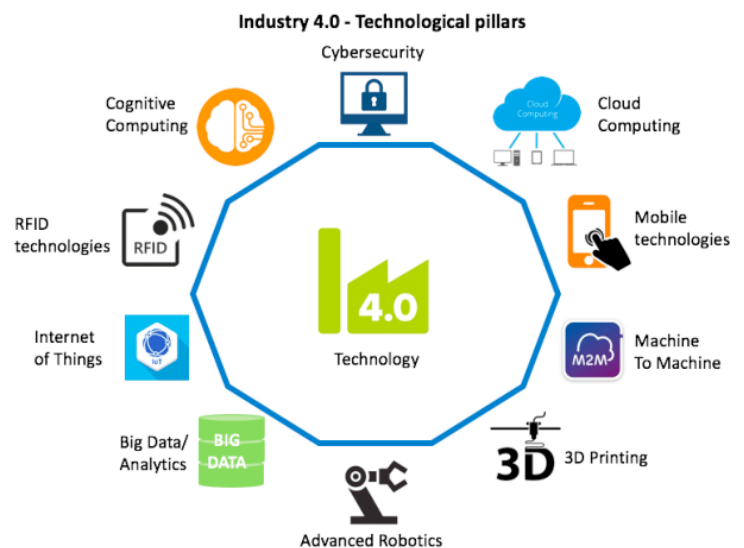 Industry 4.0 - Technological pillars
Cybersecurity
Cognitive
Computing
Cloud
Computing
Cloud
Computing
RFID
technologies
RFID
Mobile
technologies
4.0
Technology
Internet
of Things
IoT
M2M
Machine
To Machine
Big Data/
Analytics
BIG
DATA
3D
3D Printing
Advanced Robotics